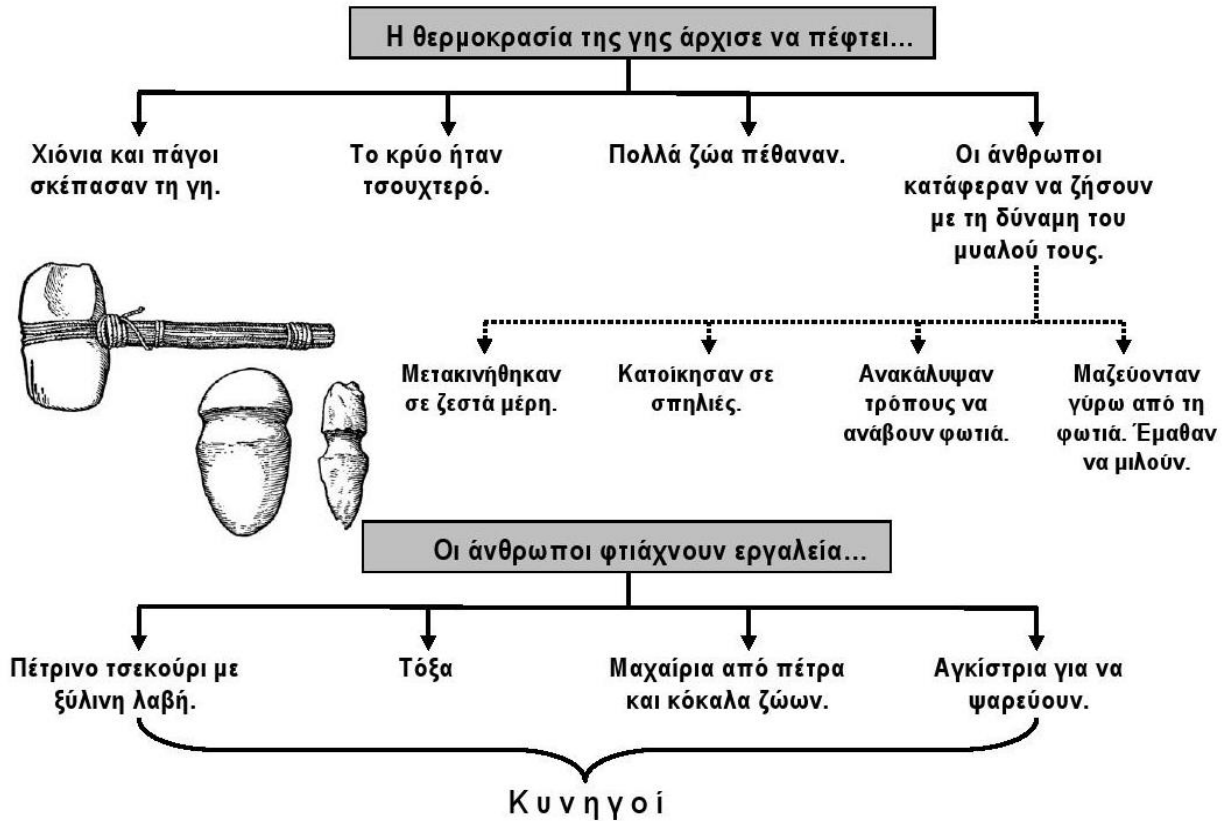 Η θερμοκρασία της γης άρχισε να πέφτει...
Χιόνια και πάγοι
σκέπασαν τη γη.
Το κρύο ήταν
τσουχτερό.
Πολλά ζώα πέθαναν.
Οι άνθρωποι
κατάφεραν να ζήσουν
με τη δύναμη του
μυαλού τους.
Μετακινήθηκαν
σε ζεστά μέρη.
Κατοίκησαν σε
σπηλιές.
Ανακάλυψαν
τρόπους να
ανάβουν φωτιά.
Μαζεύονταν
γύρω από τη
φωτιά. Έμαθαν
να μιλούν.
Οι άνθρωποι φτιάχνουν εργαλεία...
Πέτρινο τσεκούρι με
ξύλινη λαβή.
Τόξα
Μαχαίρια από πέτρα
και κόκαλα ζώων.
Αγκίστρια για να
ψαρεύουν.
Κυνηγοί